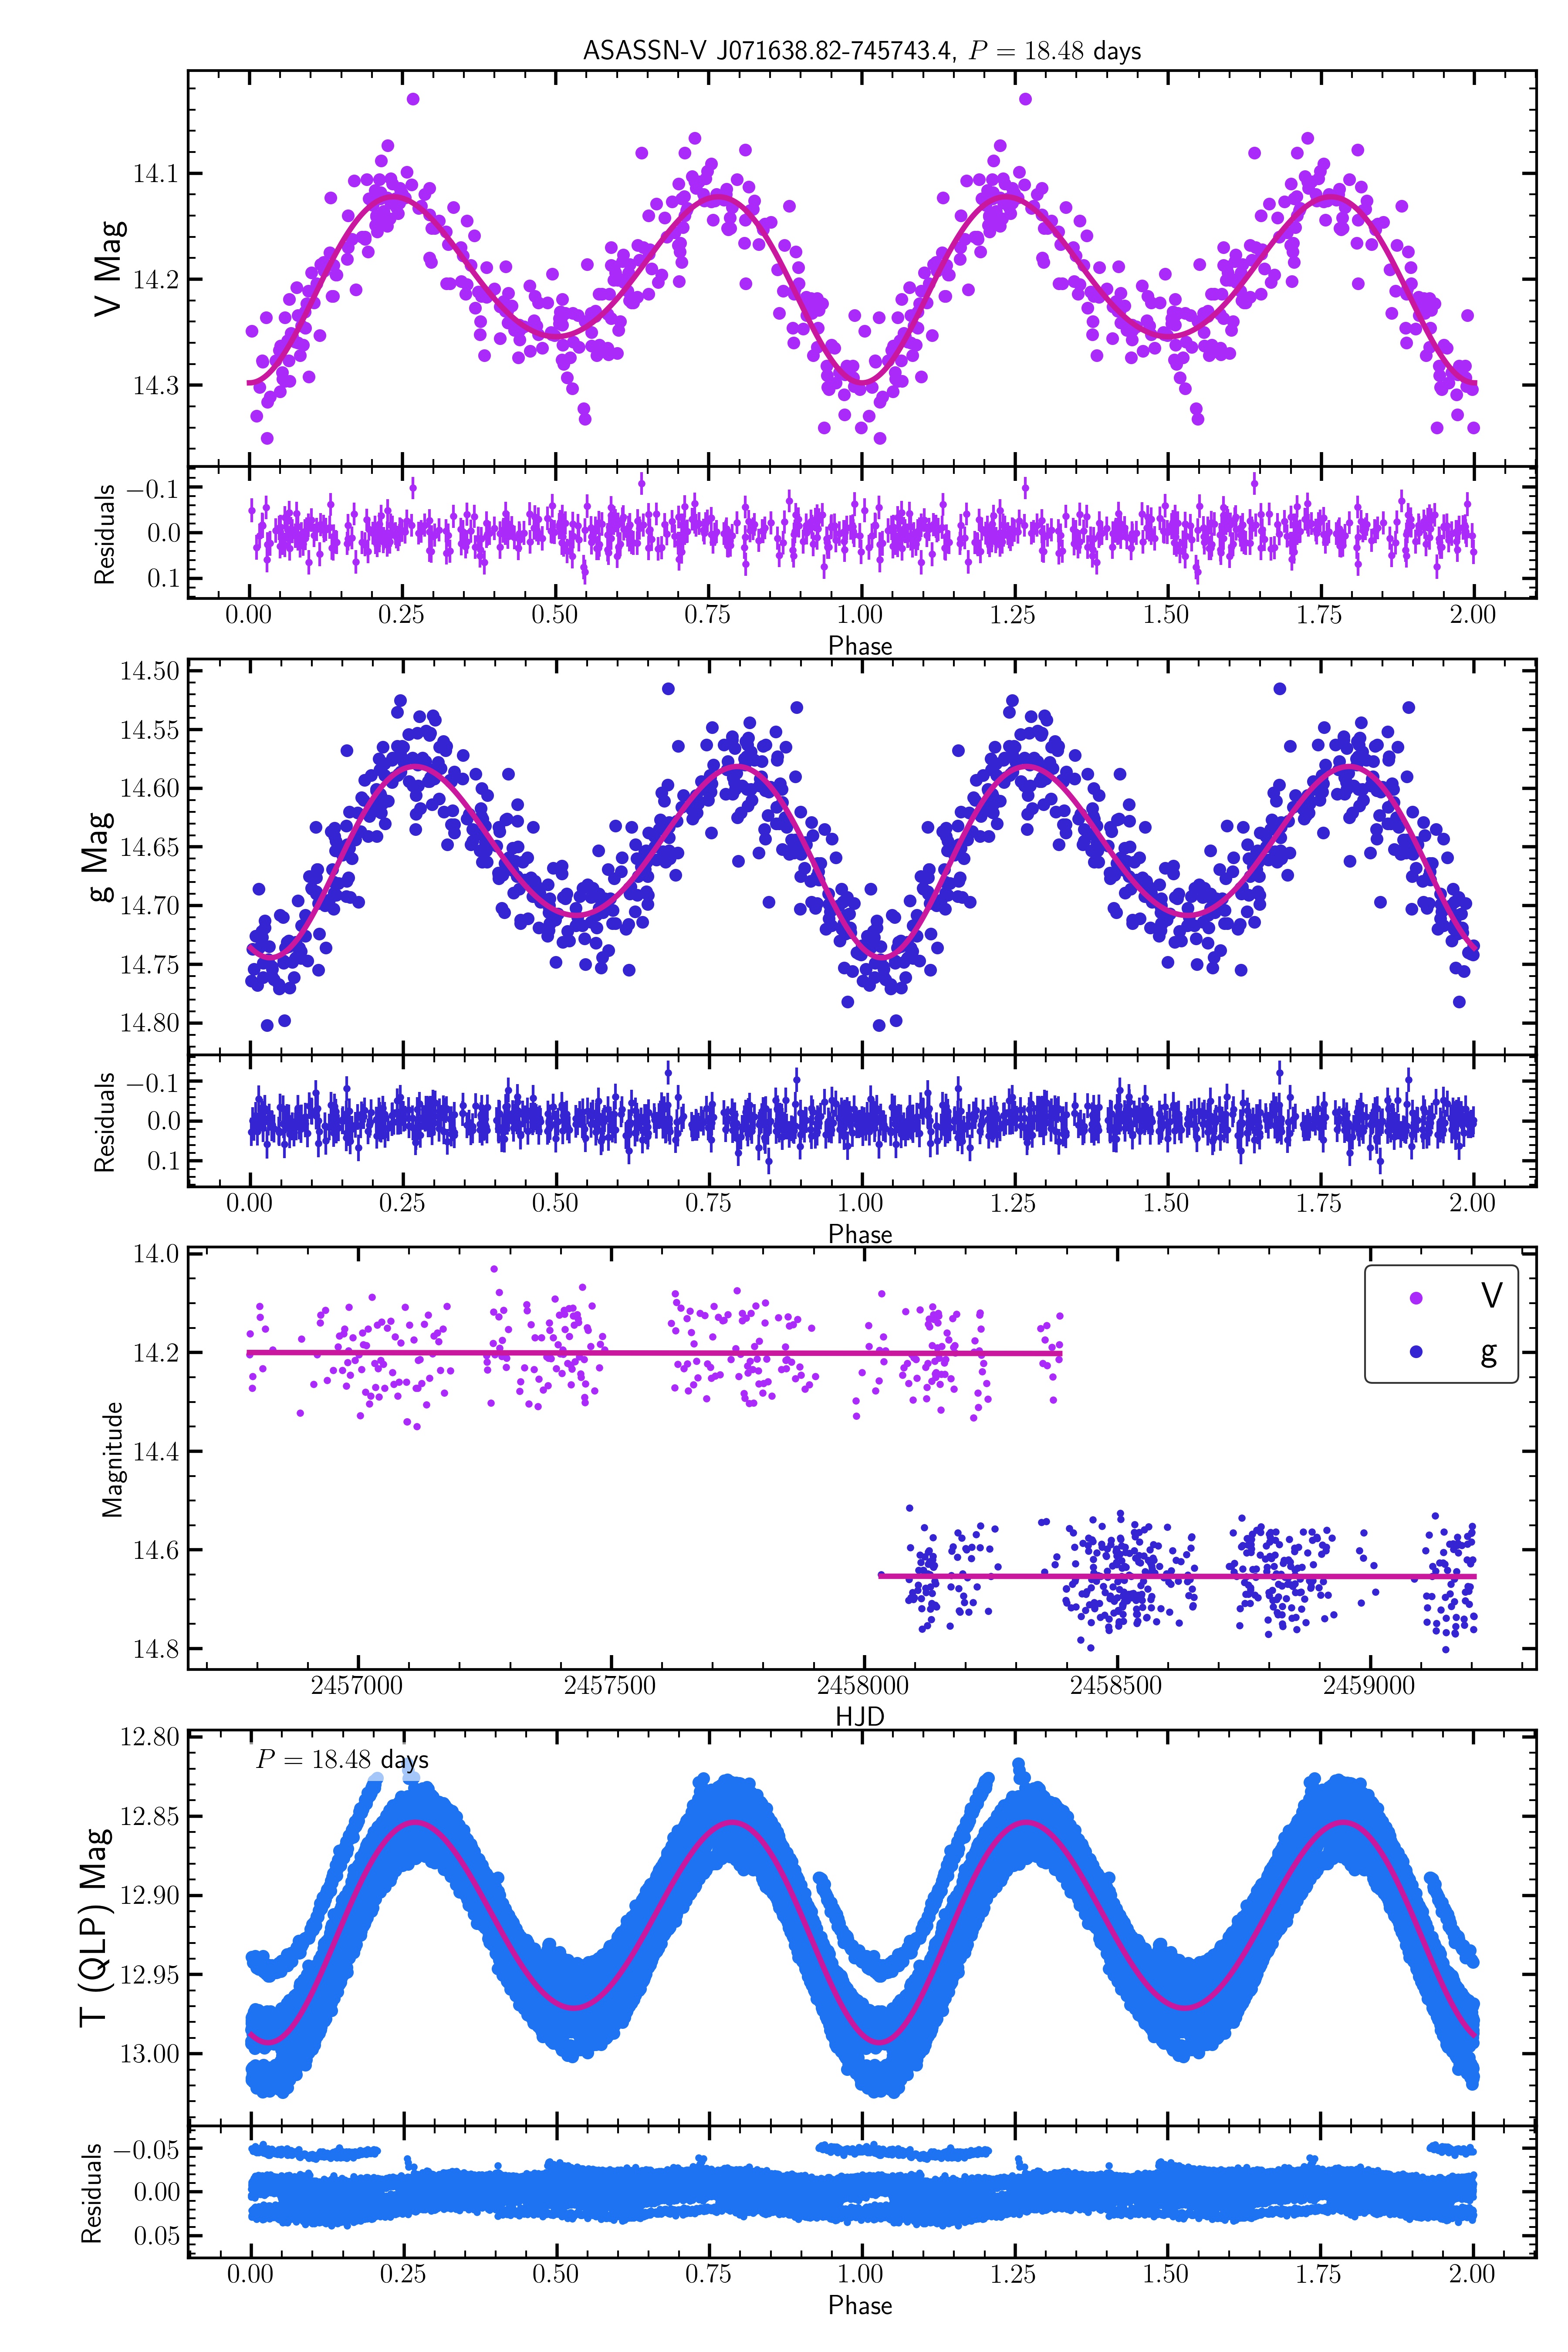 ASASSN-V J071638.82-745743.4, P = 18.48 days
V Mag
14.1
14.2
14.3
Residuals
−0.1
0.0
0.1
0.00 0.25 0.50 0.75 1.00 1.25 1.50 1.75 2.00
Phase
g Mag
14.50
14.55
14.60
14.65
14.70
14.75
14.80
Residuals
−0.1
0.0
0.1
0.00 0.25 0.50 0.75 1.00 1.25 1.50 1.75 2.00
Phase
Magnitude
14.0
14.2
14.4
14.6
14.8
V
g
2457000 2457500 2458000 2458500 2459000
HJD
T (QLP) Mag
P = 18.48 days
12.80
12.85
12.90
12.95
13.00
Residuals
−0.05
0.00
0.05
0.00 0.25 0.50 0.75 1.00 1.25 1.50 1.75 2.00
Phase